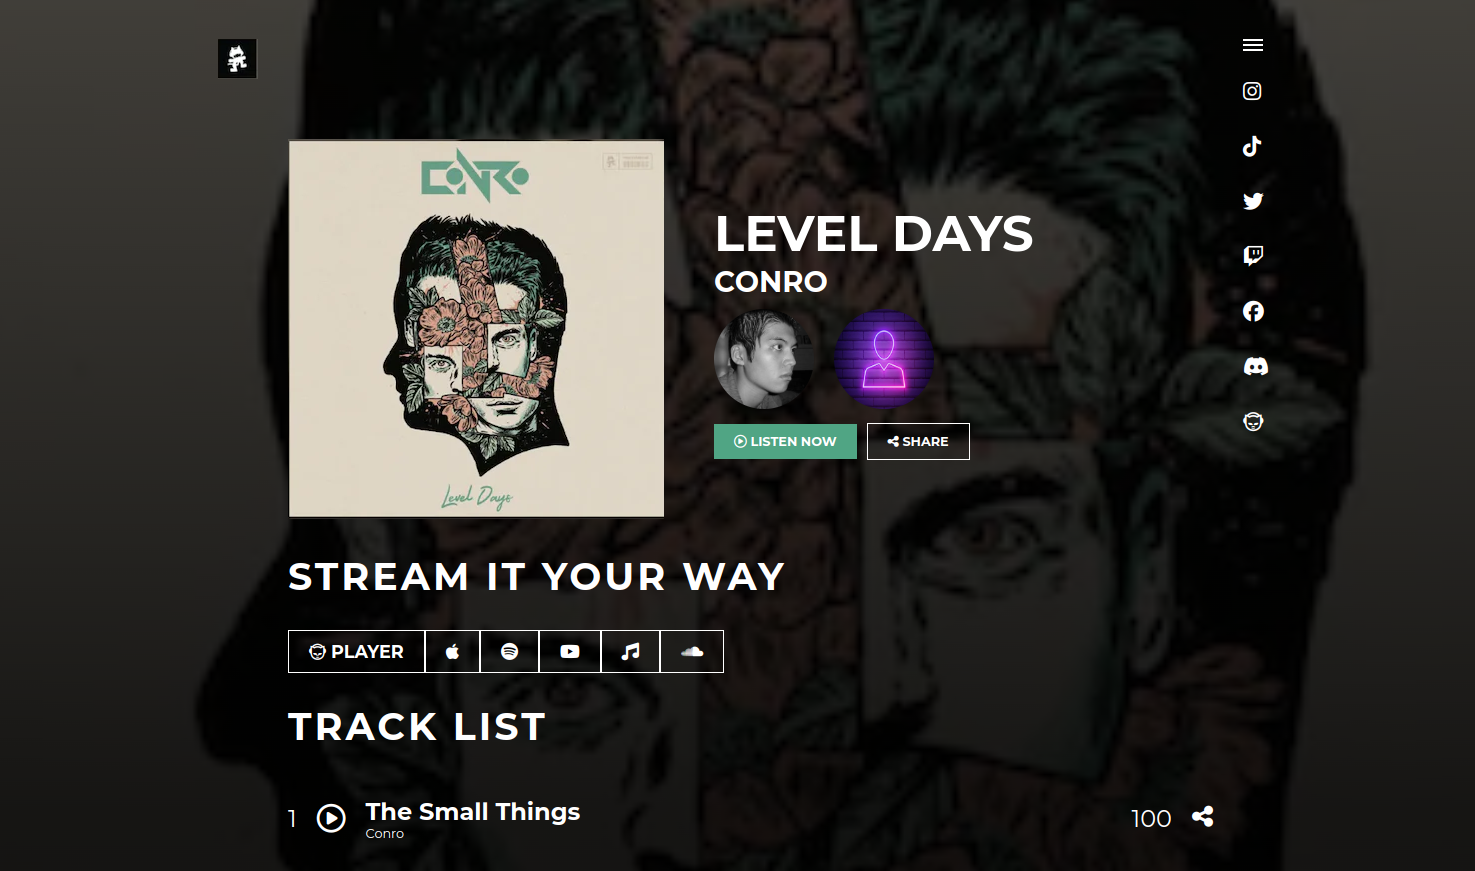 CONRO
Level Days
LEVEL DAYS
CONRO
LISTEN NOW
SHARE
STREAM IT YOUR WAY
PLAYER
TRACK LIST
1
The Small Things
Conro
100